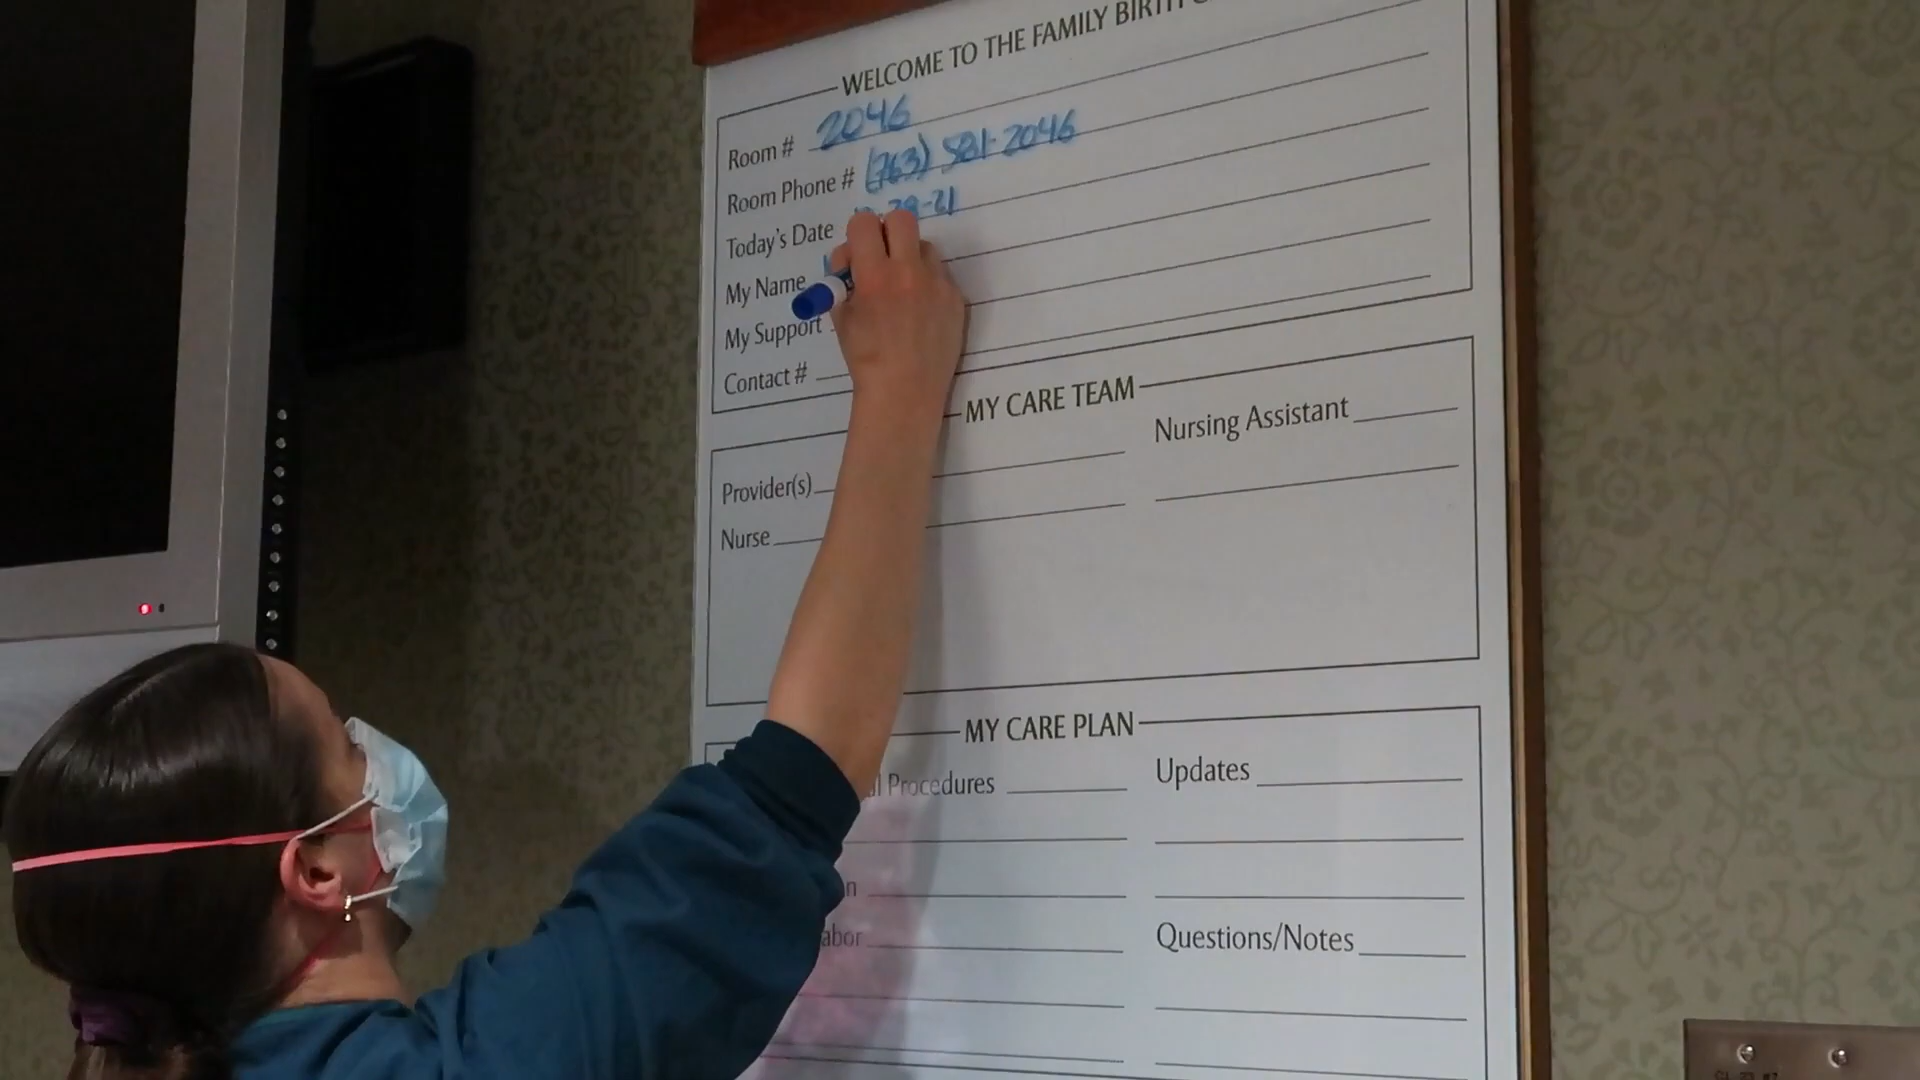 WELCOME TO THE FAMILY BIRTH
Room # 2046
Room Phone # (763) 581-2046
Today's Date
My Name
My Support
Contact #
MY CARE TEAM
Provider(s)
Nurse
Nursing Assistant
MY CARE PLAN
Procedures
Updates
Questions/Notes